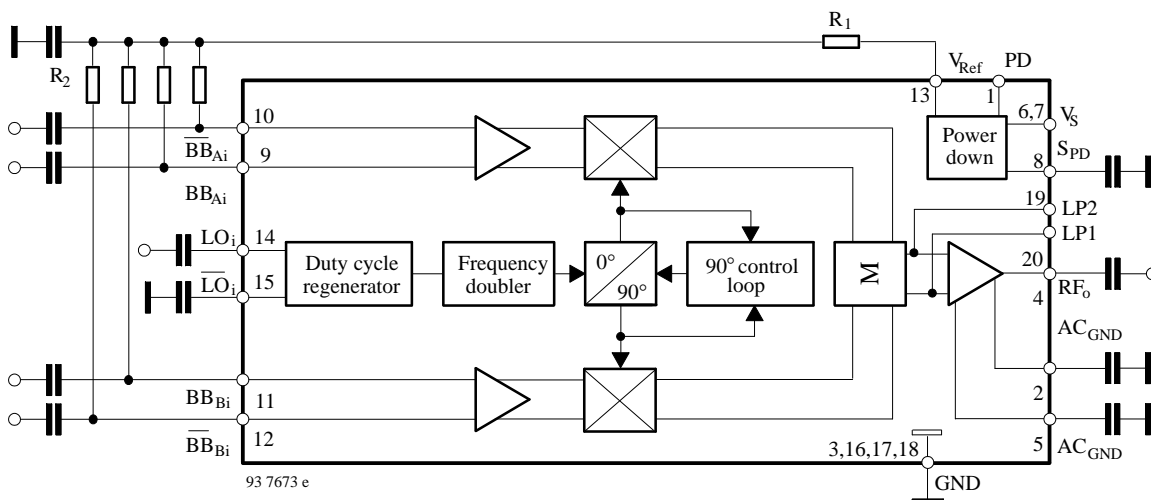 R1
R2
VRef
PD
13
1
6,7
VS
10
BBAi
9
BBAi
Power
down
SPD
8
19
LP2
LP1
LOi
14
LOi
15
Duty cycle
regenerator
Frequency
doubler
0°
90°
90° control
loop
M
20
RFo
4
ACGND
BBBi
11
BBBi
12
2
3,16,17,18
5
ACGND
GND
93 7673 e